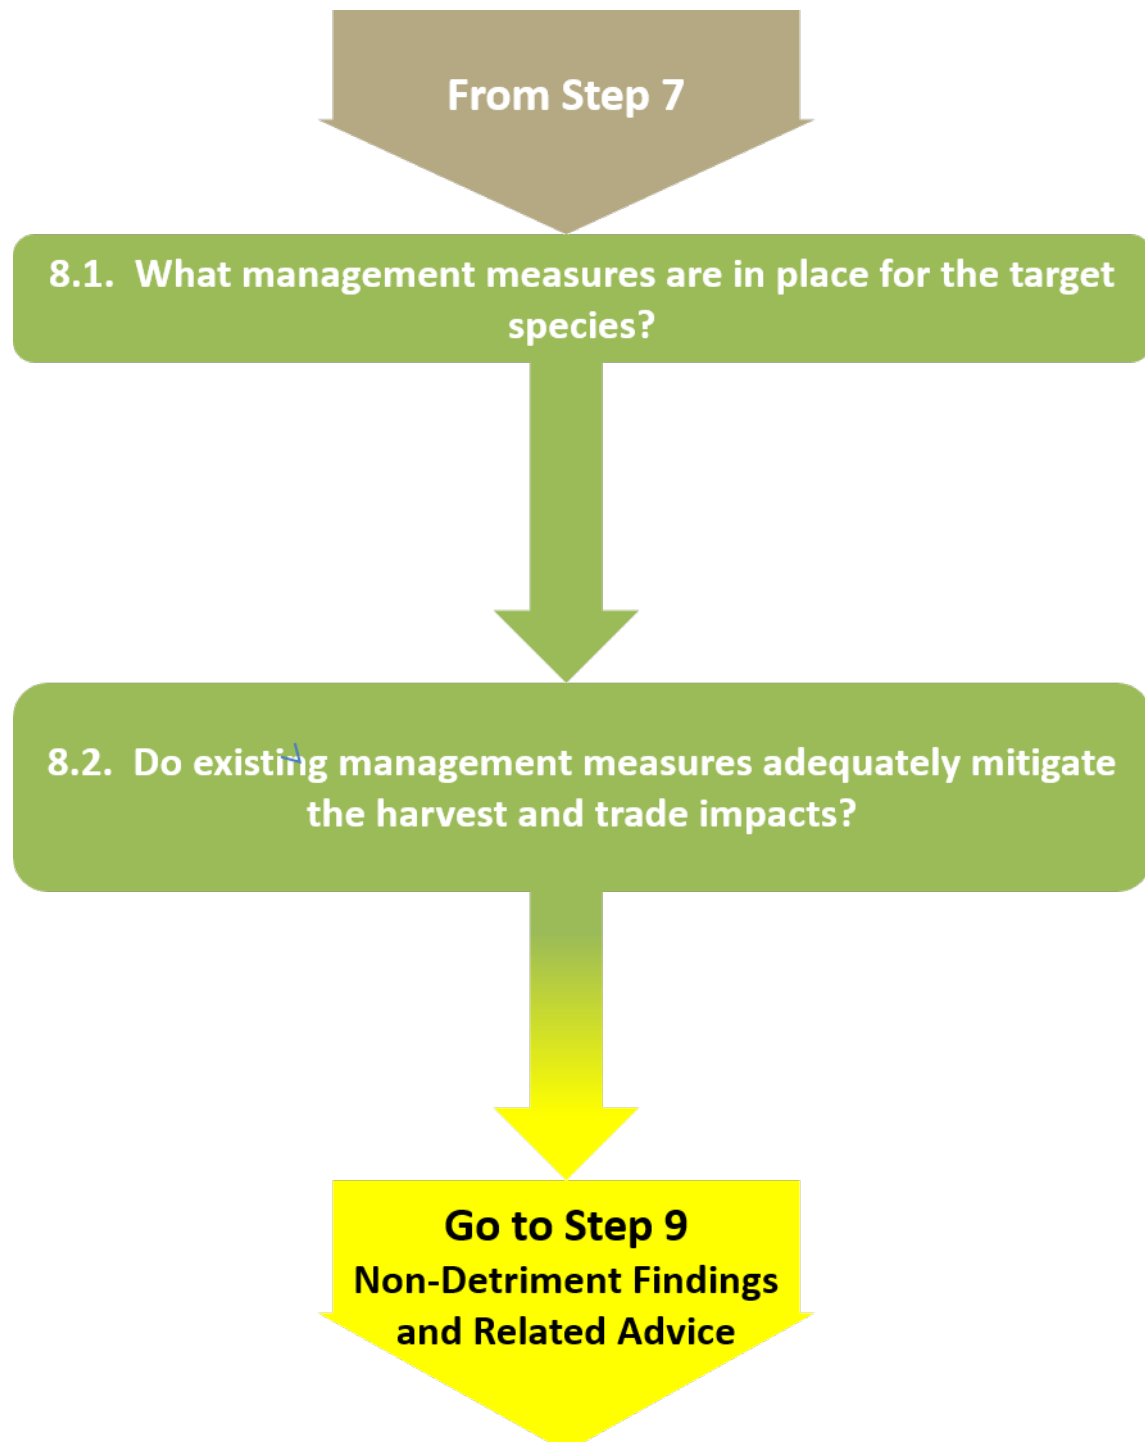 From Step 7
8.1. What management measures are in place for the target
species?
8.2. Do existing management measures adequately mitigate
the harvest and trade impacts?
Go to Step 9
Non-Detriment Findings
and Related Advice